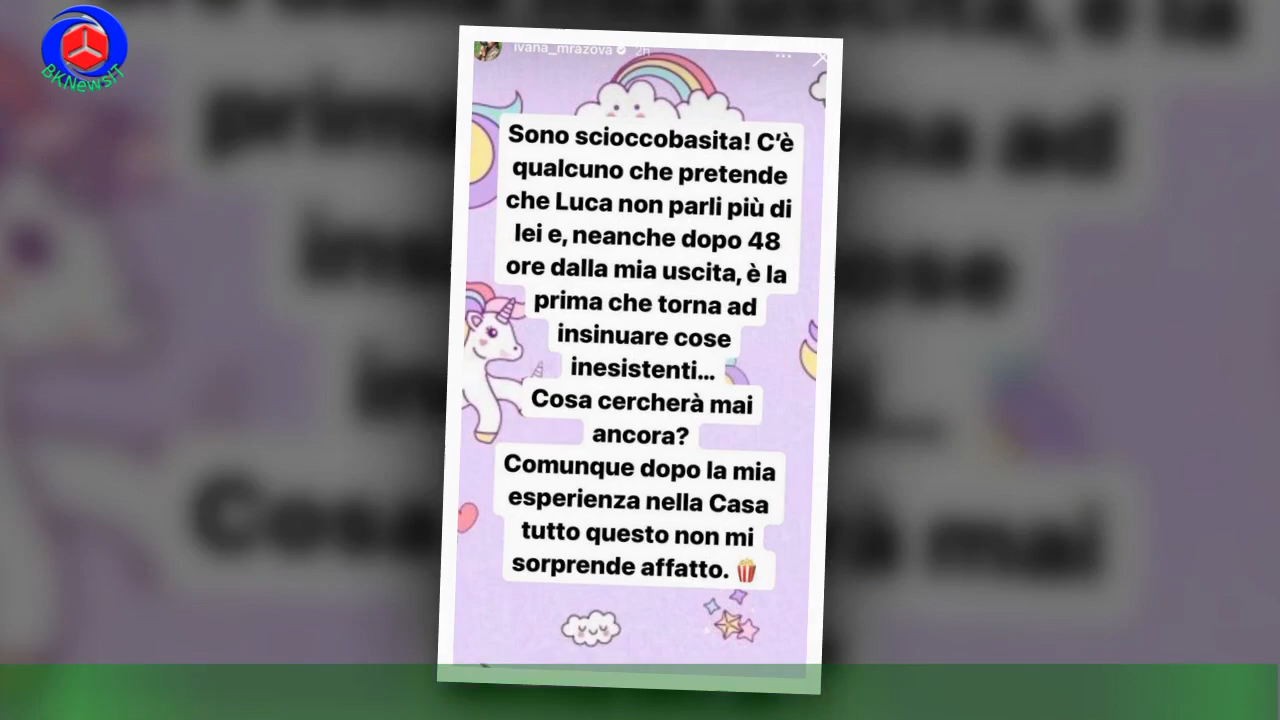 BKNewsIT
ivana_mrazova 2h
Sonoscioccobasita! C'è
qualcuno che pretende
che Luca non parli più di
lei e, neanche dopo 48
ore dalla mia uscita, è la
prima che torna ad
insinuare cose
inesistenti...
Cosa cercherà mai
ancora?
Comunque dopo la mia
esperienza nella Casa
tutto questo non mi
sorprende affatto. 🍿